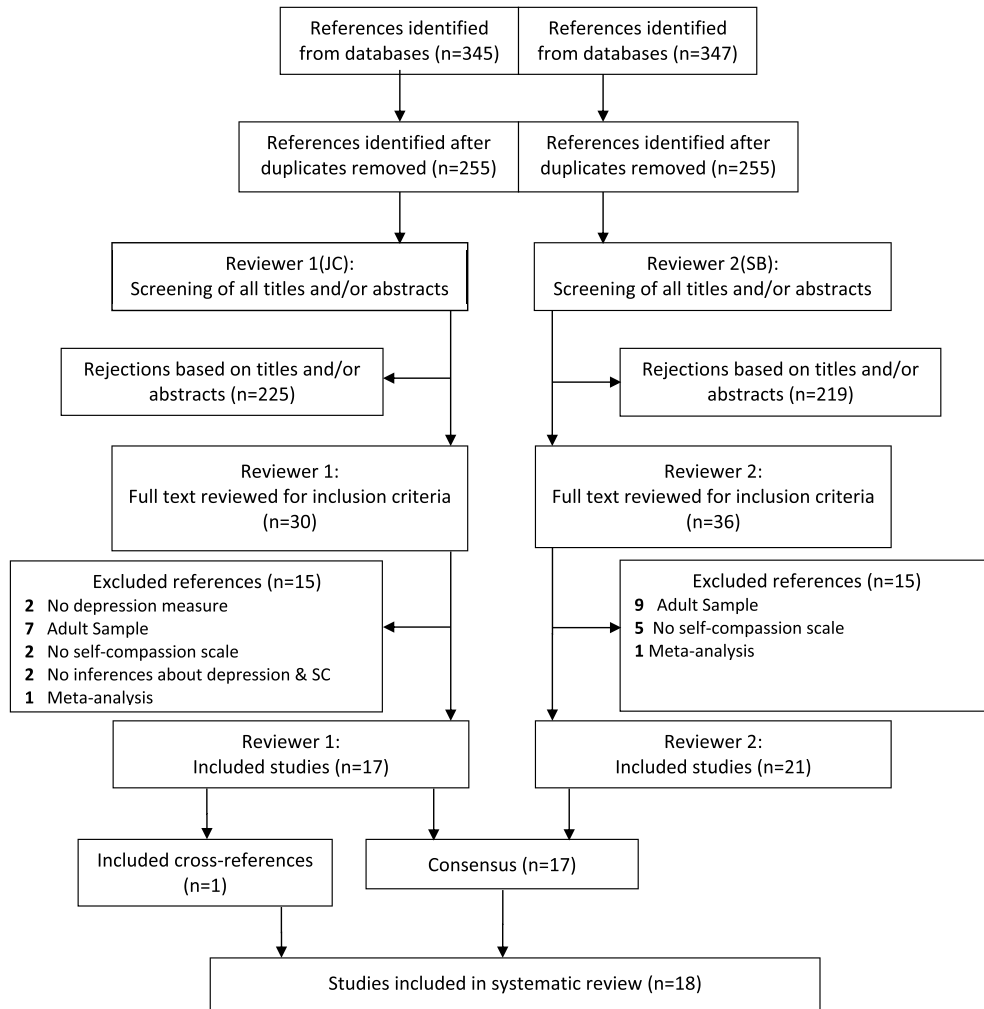 References identified
from databases (n=345)
References identified
from databases (n=347)
References identified after
duplicates removed (n=255)
References identified after
duplicates removed (n=255)
Reviewer 1(JC):
Screening of all titles and/or abstracts
Reviewer 2(SB):
Screening of all titles and/or abstracts
Rejections based on titles and/or
abstracts (n=225)
Rejections based on titles and/or
abstracts (n=219)
Reviewer 1:
Full text reviewed for inclusion criteria
(n=30)
Reviewer 2:
Full text reviewed for inclusion criteria
(n=36)
Excluded references (n=15)
2 No depression measure
7 Adult Sample
2 No self-compassion scale
2 No inferences about depression & SC
1 Meta-analysis
Excluded references (n=15)
9 Adult Sample
5 No self-compassion scale
1 Meta-analysis
Reviewer 1:
Included studies (n=17)
Reviewer 2:
Included studies (n=21)
Included cross-references
(n=1)
Consensus (n=17)
Studies included in systematic review (n=18)